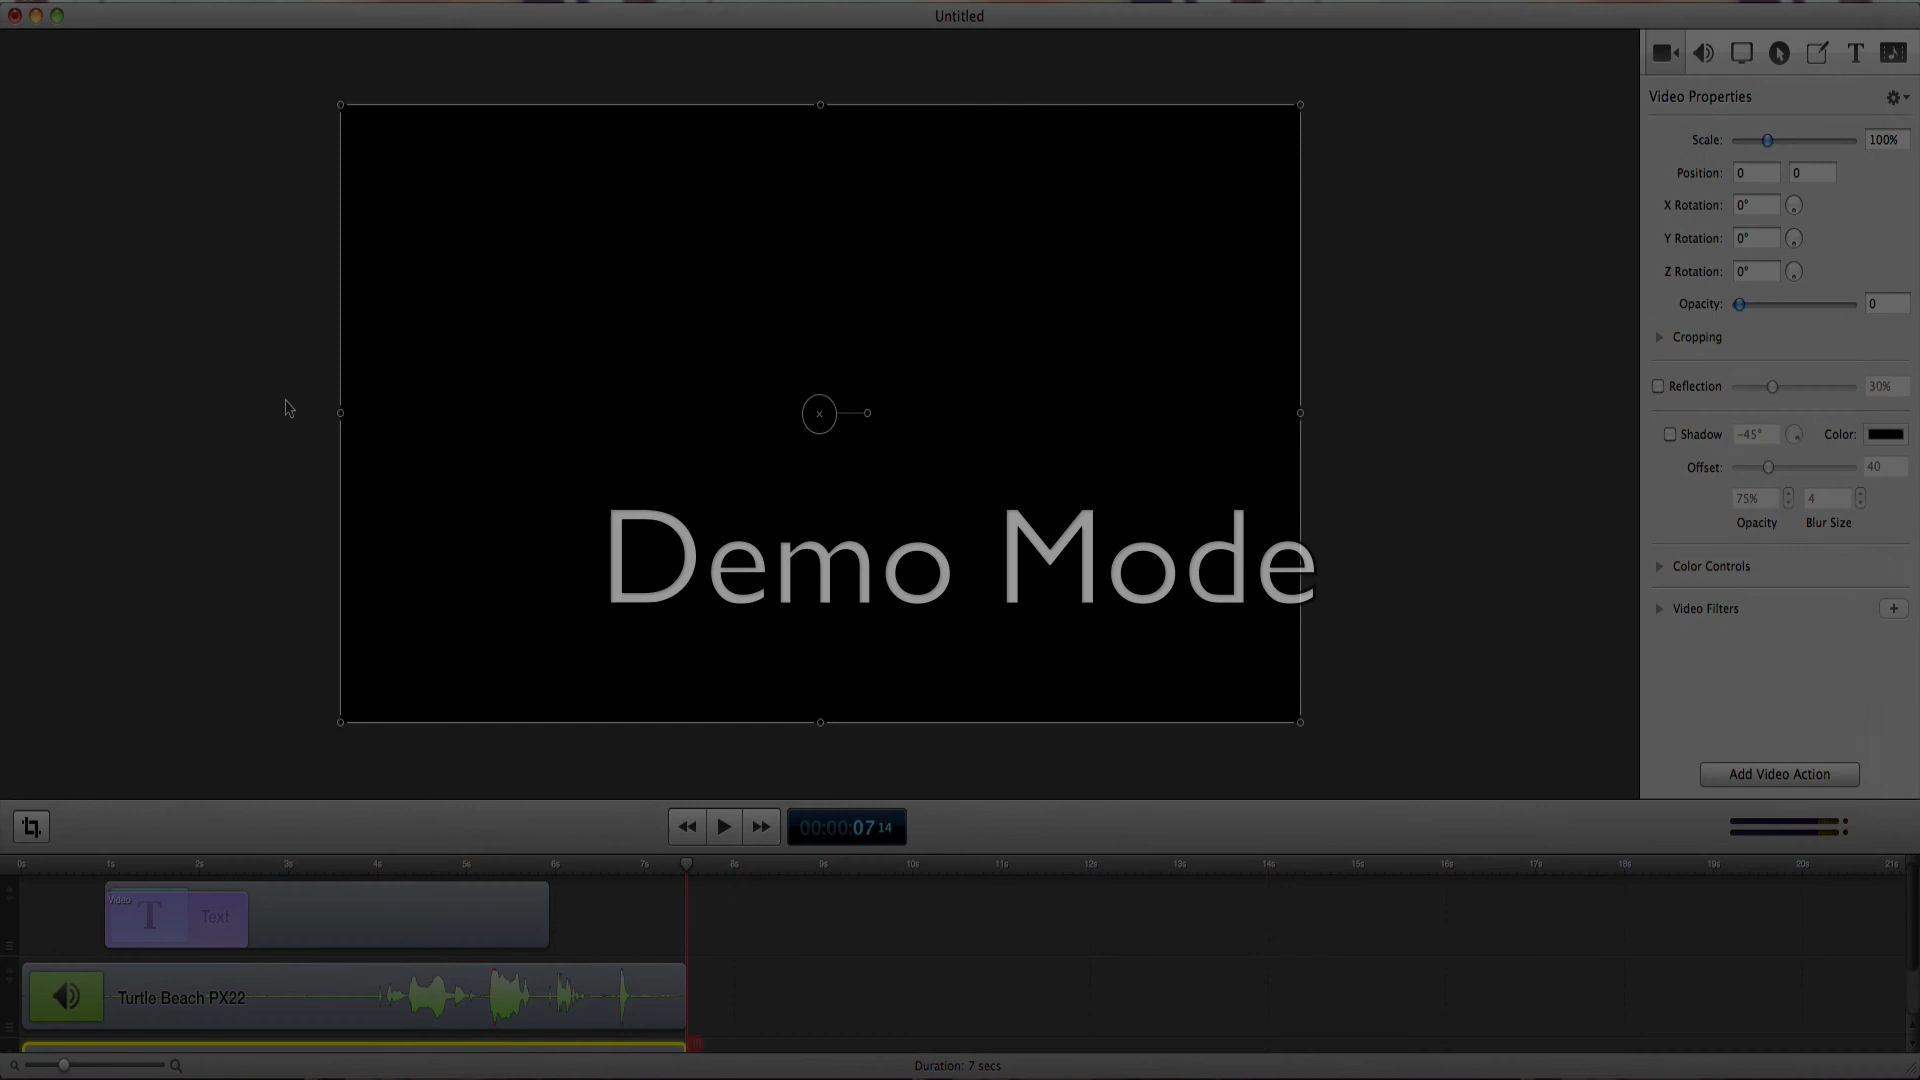 Untitled
Video Properties
Scale: 100%
Position: 0 0
X Rotation: 0°
Y Rotation: 0°
Z Rotation: 0°
Opacity: 0
Cropping
Reflection 30%
Shadow -45° Color:
Offset: 40
75% 4
Opacity Blur Size
Demo Mode
Color Controls
Video Filters +
Add Video Action
00:00:07 14
0s 1s 2s 3s 4s 5s 6s 7s 8s 9s 10s 11s 12s 13s 14s 15s 16s 17s 18s 19s 20s 21s
Video
T Text
Turtle Beach PX22
Duration: 7 secs